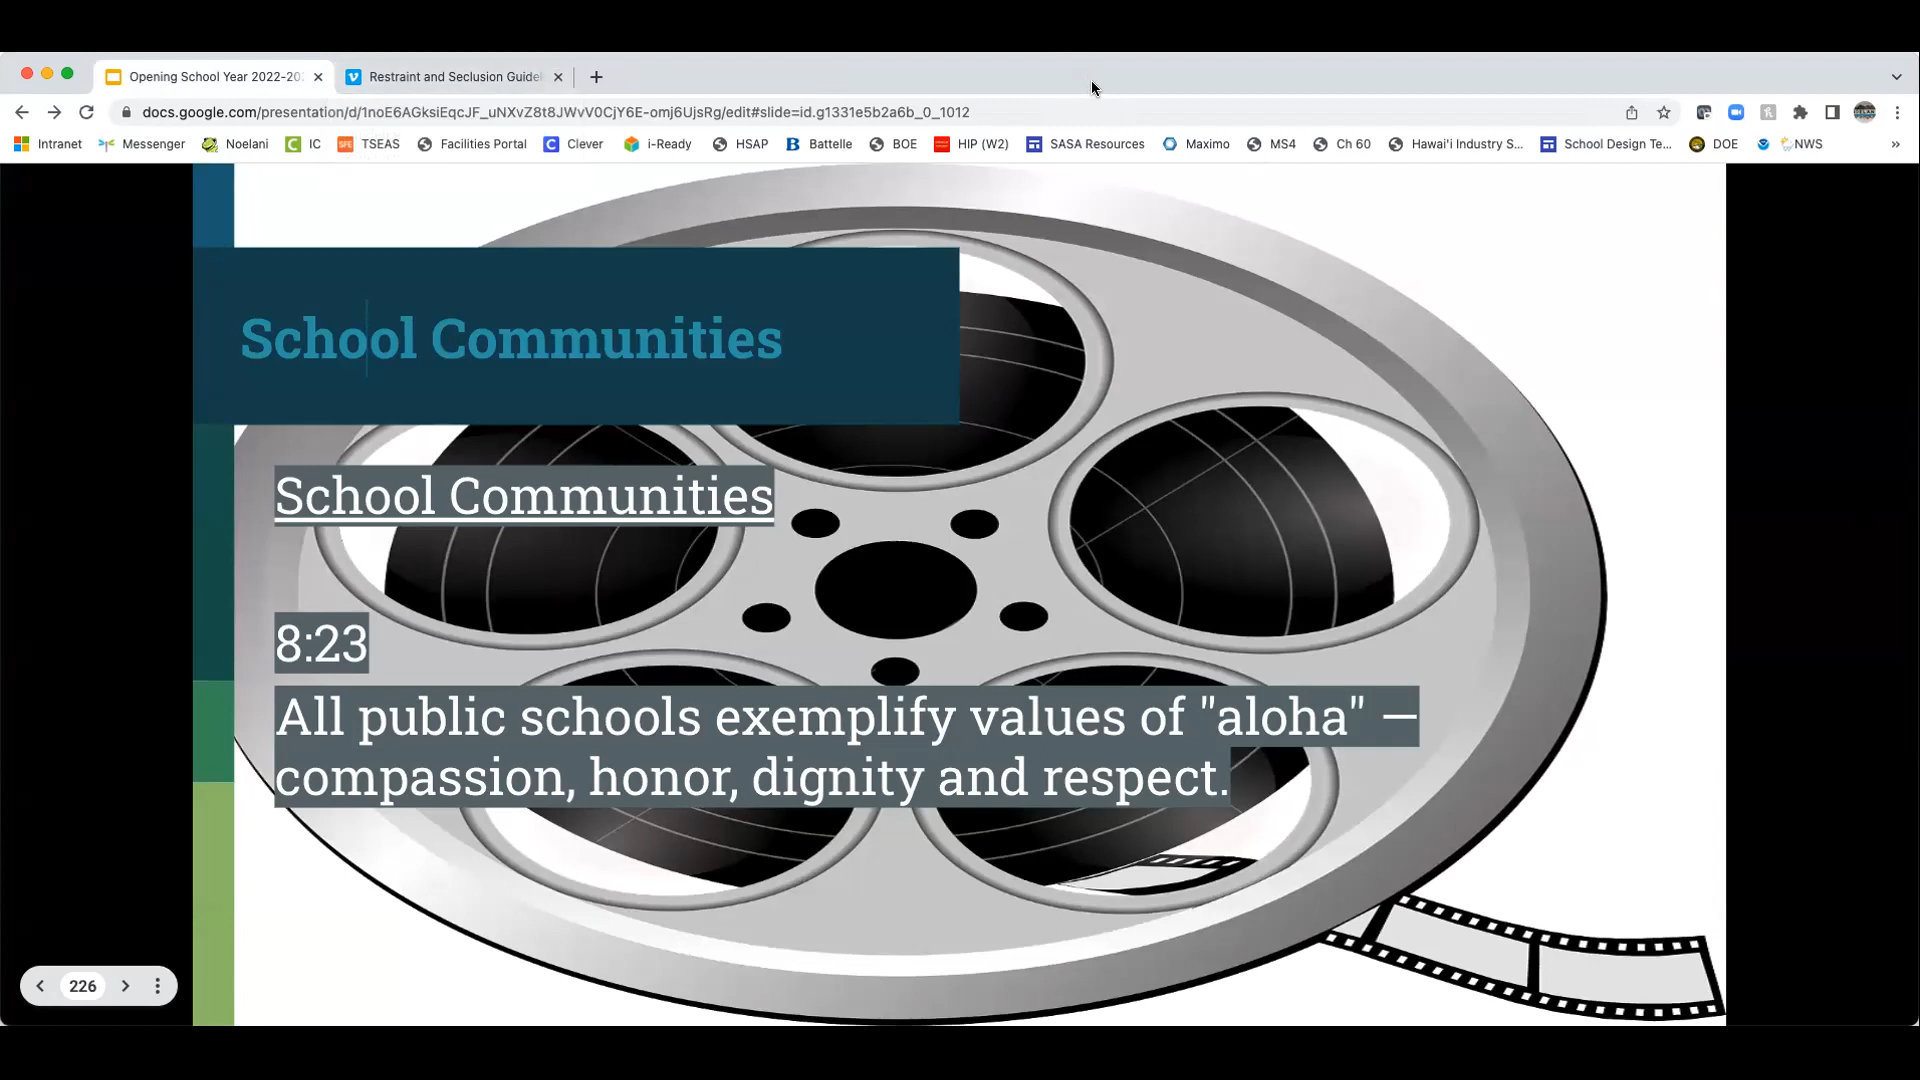 Opening School Year 2022-20
Restraint and Seclusion Guide
docs.google.com/presentation/d/1noE6AGksiEqcJF_uNXvZ8t8JWvV0CjY6E-omj6UjsRg/edit#slide=id.g1331e5b2a6b_0_1012
Intranet Messenger Noelani IC TSEAS Facilities Portal Clever i-Ready HSAP Battelle BOE HIP (W2) SASA Resources Maximo MS4 Ch 60 Hawai'i Industry S... School Design Te... DOE NWS »
School Communities
School Communities
8:23
All public schools exemplify values of "aloha" —
compassion, honor, dignity and respect.
226